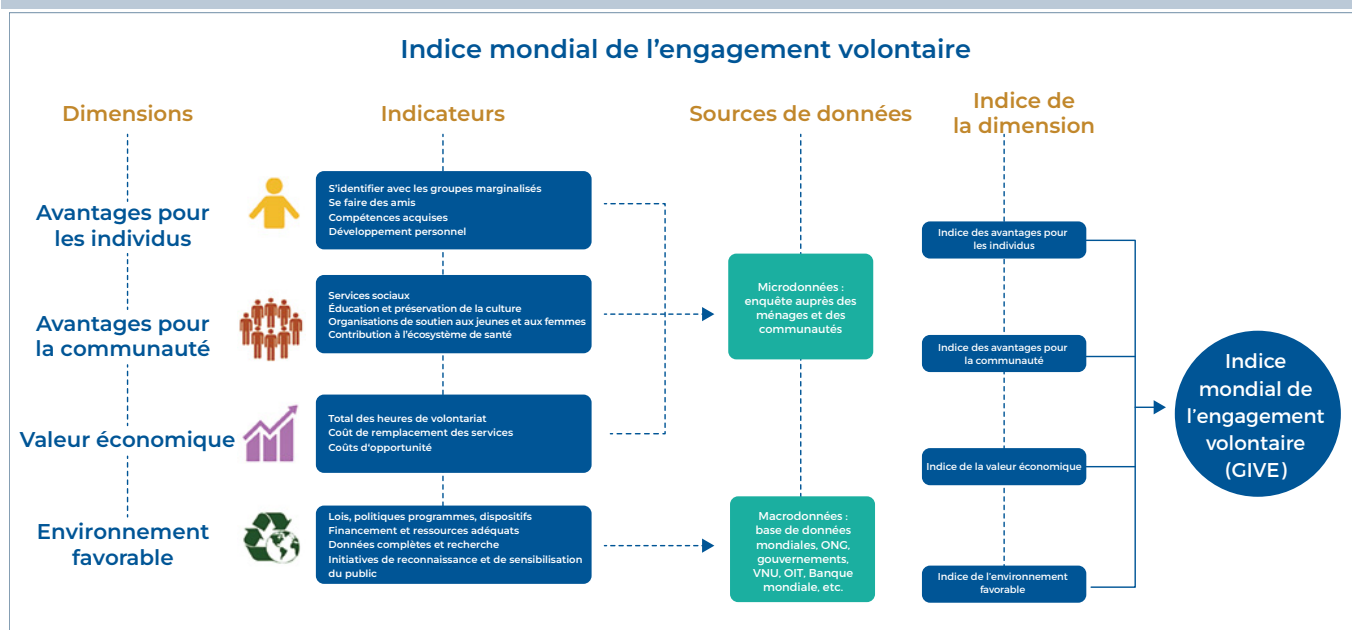 Indice mondial de l’engagement volontaire
Dimensions
Indicateurs
Sources de données
Indice de
la dimension
Avantages pour
les individus
S’identifier avec les groupes marginalisés
Se faire des amis
Compétences acquises
Développement personnel
Avantages pour
la communauté
Services sociaux
Éducation et préservation de la culture
Organisations de soutien aux jeunes et aux femmes
Contribution à l’écosystème de santé
Valeur économique
Total des heures de volontariat
Coût de remplacement des services
Coûts d’opportunité
Environnement
favorable
Lois, politiques programmes, dispositifs
Financement et ressources adéquats
Données complètes et recherche
Initiatives de reconnaissance et de sensibilisation
du public
Microdonnées :
enquête auprès des
ménages et des
communautés
Macrodonnées :
base de données
mondiales, ONG,
gouvernements,
VNU, OIT, Banque
mondiale, etc.
Indice des avantages pour
les individus
Indice des avantages pour
la communauté
Indice de la valeur économique
Indice de l’environnement
favorable
Indice
mondial de
l’engagement
volontaire
(GIVE)